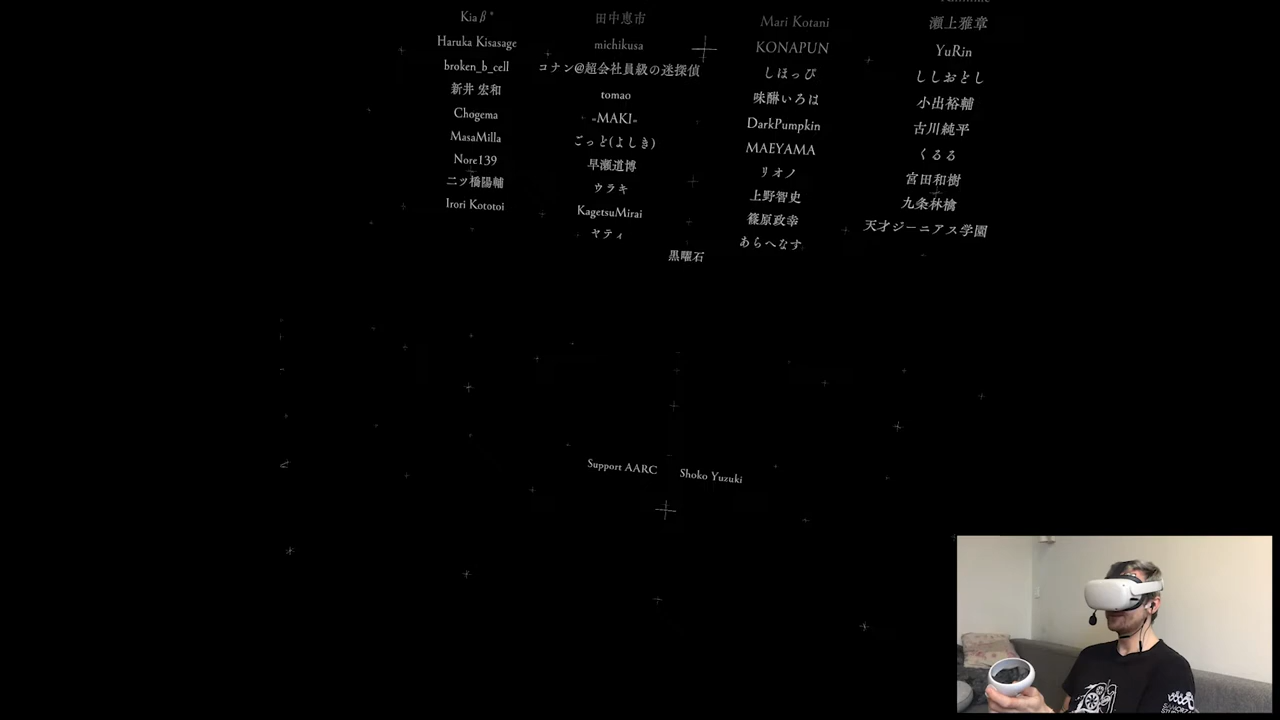 Kia β *
Haruka Kisasage
broken_b_cell
新井 宏和
Chogema
MasaMilla
Nore139
二ツ橋陽輔
Irori Kototoi
田中恵市
michikusa
コナン@超会社員級の迷探偵
tomao
=MAKI=
ごっど(よしき)
早瀬道博
ウラキ
KagetsuMirai
ヤティ
Mari Kotani
KONAPUN
しほっぴ
味醂いろは
DarkPumpkin
MAEYAMA
リオノ
上野智史
篠原政幸
あらへなす
瀬上雅章
YuRin
ししおとし
小出裕輔
古川純平
くるる
宮田和樹
九条林檎
天才ジーニアス学園
黒曜石
Support AARC
Shoko Yuzuki